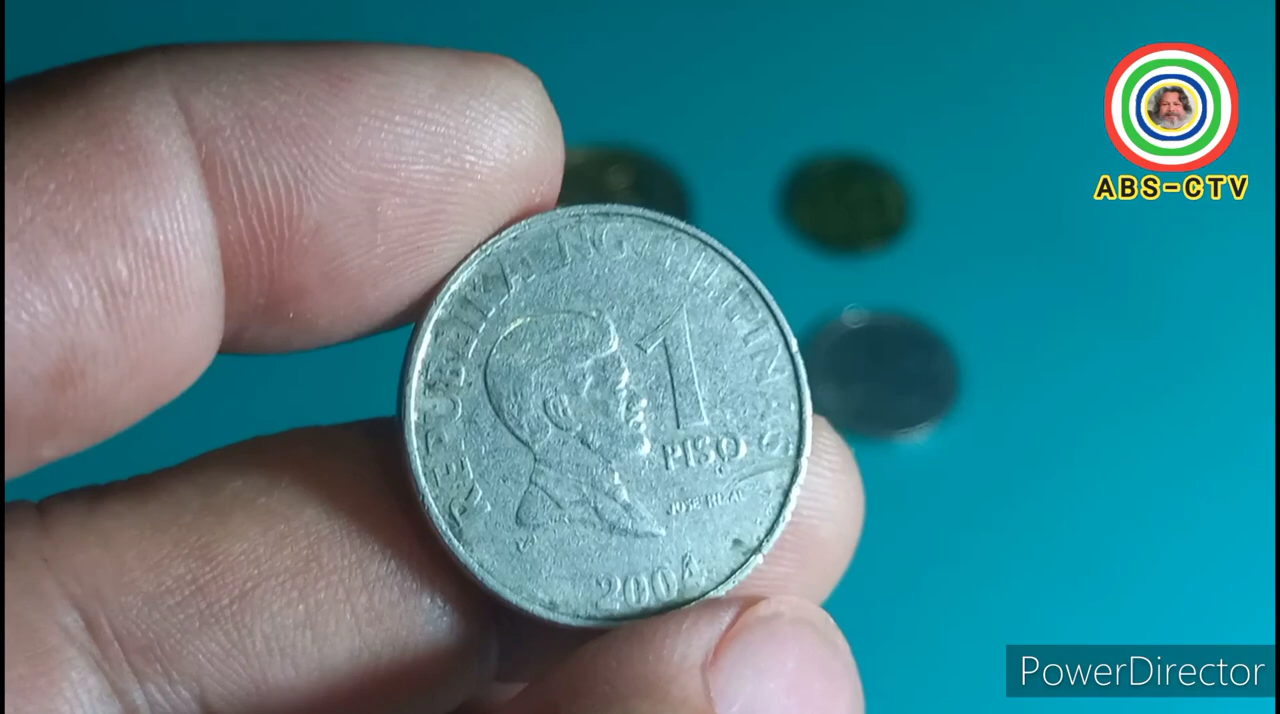 ABS-CTV
REPUBLIKA NG PILIPINAS
1
PISO
JOSE RIZAL
2004
PowerDirector